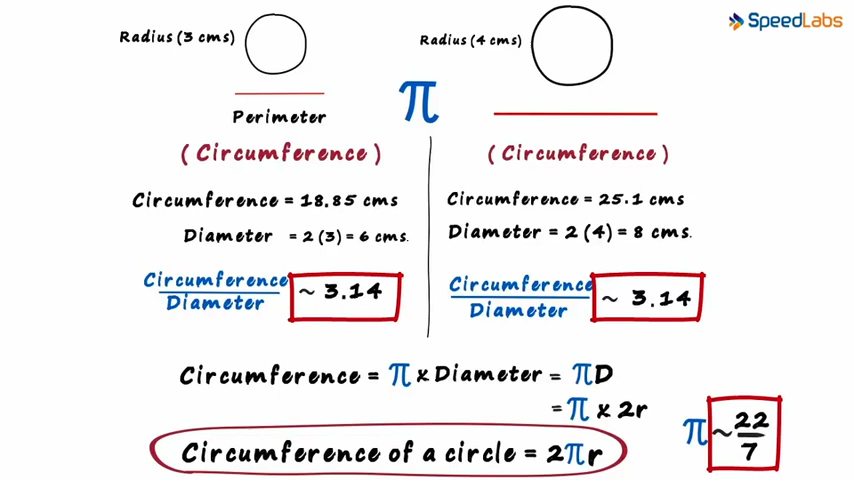 SpeedLabs
Radius (3 cms)
Perimeter
(Circumference)
Circumference = 18.85 cms
Diameter = 2 (3) = 6 cms.
Circumference
Diameter
~ 3.14
π
Radius (4 cms)
(Circumference)
Circumference = 25.1 cms
Diameter = 2 (4) = 8 cms.
Circumference
Diameter
~ 3.14
Circumference = π x Diameter = πD
= π x 2r
Circumference of a circle = 2πr
π ~ 22
7